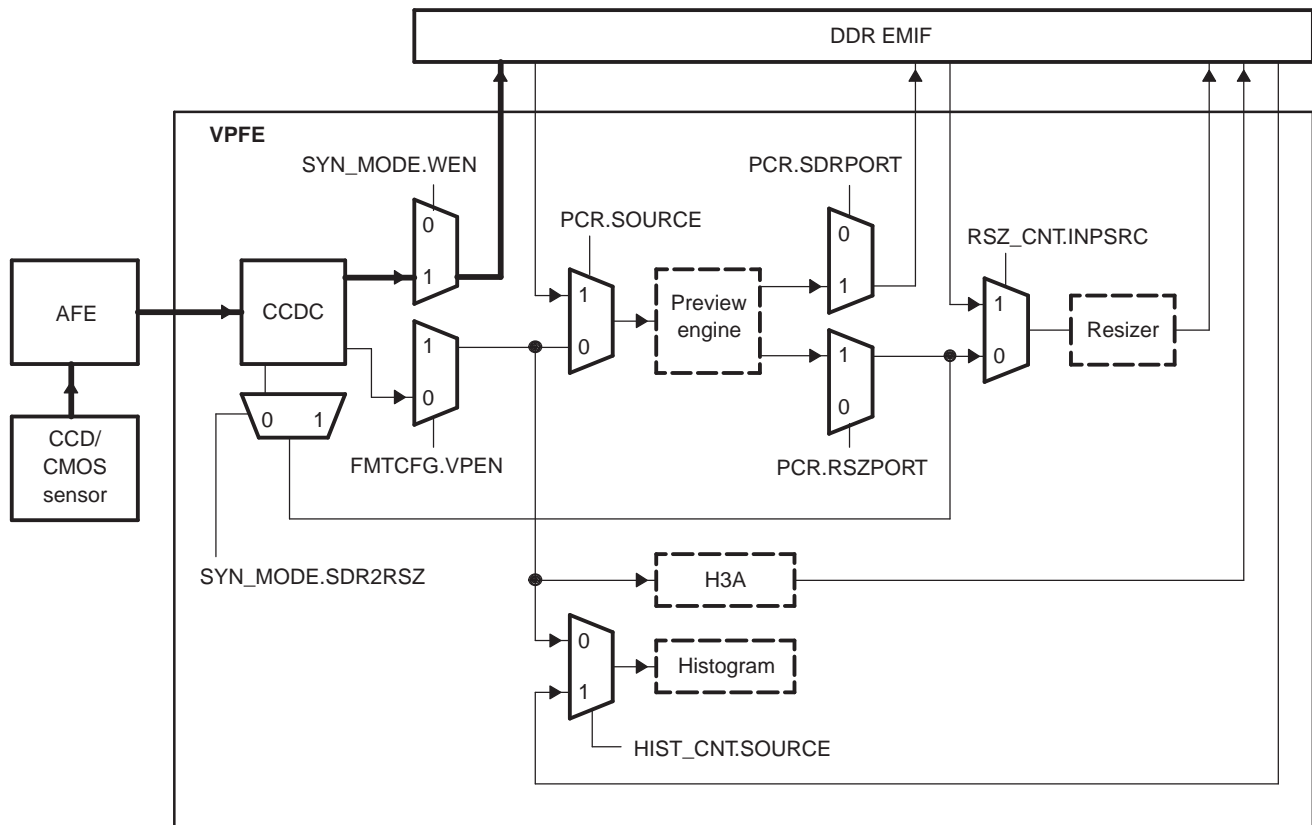 DDR EMIF
VPFE
SYN_MODE.WEN
0
1
PCR.SOURCE
1
0
PCR.SDRPORT
0
1
RSZ_CNT.INPSRC
1
0
AFE
CCDC
Preview
engine
Resizer
1
0
FMTCFG.VPEN
1
0
PCR.RSZPORT
0 1
CCD/
CMOS
sensor
SYN_MODE.SDR2RSZ
H3A
0
1
Histogram
HIST_CNT.SOURCE